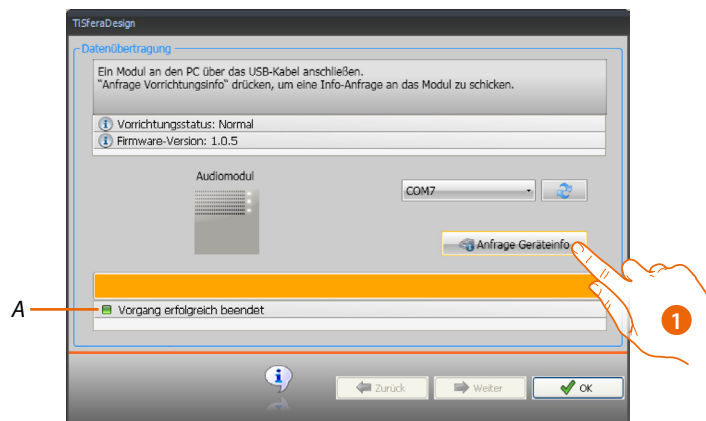 TiSferaDesign
Datenübertragung
Ein Modul an den PC über das USB-Kabel anschließen.
"Anfrage Vorrichtungsinfo" drücken, um eine Info-Anfrage an das Modul zu schicken.
Vorrichtungsstatus: Normal
Firmware-Version: 1.0.5
Audiomodul
COM7
Anfrage Geräteinfo
A
Vorgang erfolgreich beendet
1
Zurück
Weiter
OK